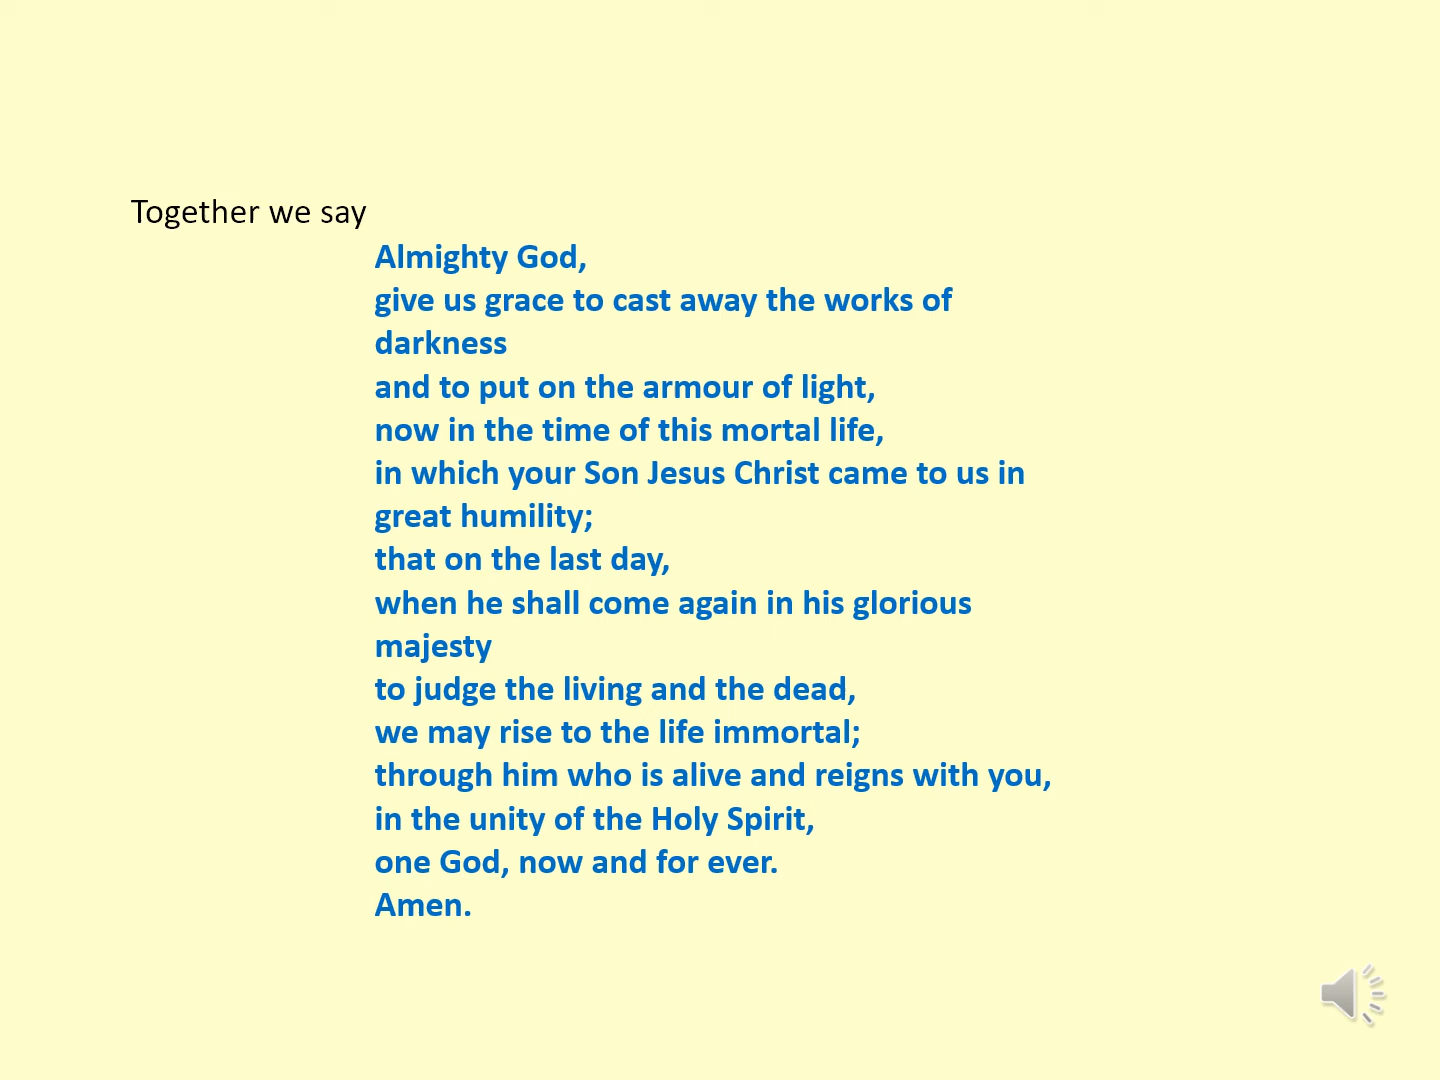 Together we say
Almighty God,
give us grace to cast away the works of
darkness
and to put on the armour of light,
now in the time of this mortal life,
in which your Son Jesus Christ came to us in
great humility;
that on the last day,
when he shall come again in his glorious
majesty
to judge the living and the dead,
we may rise to the life immortal;
through him who is alive and reigns with you,
in the unity of the Holy Spirit,
one God, now and for ever.
Amen.